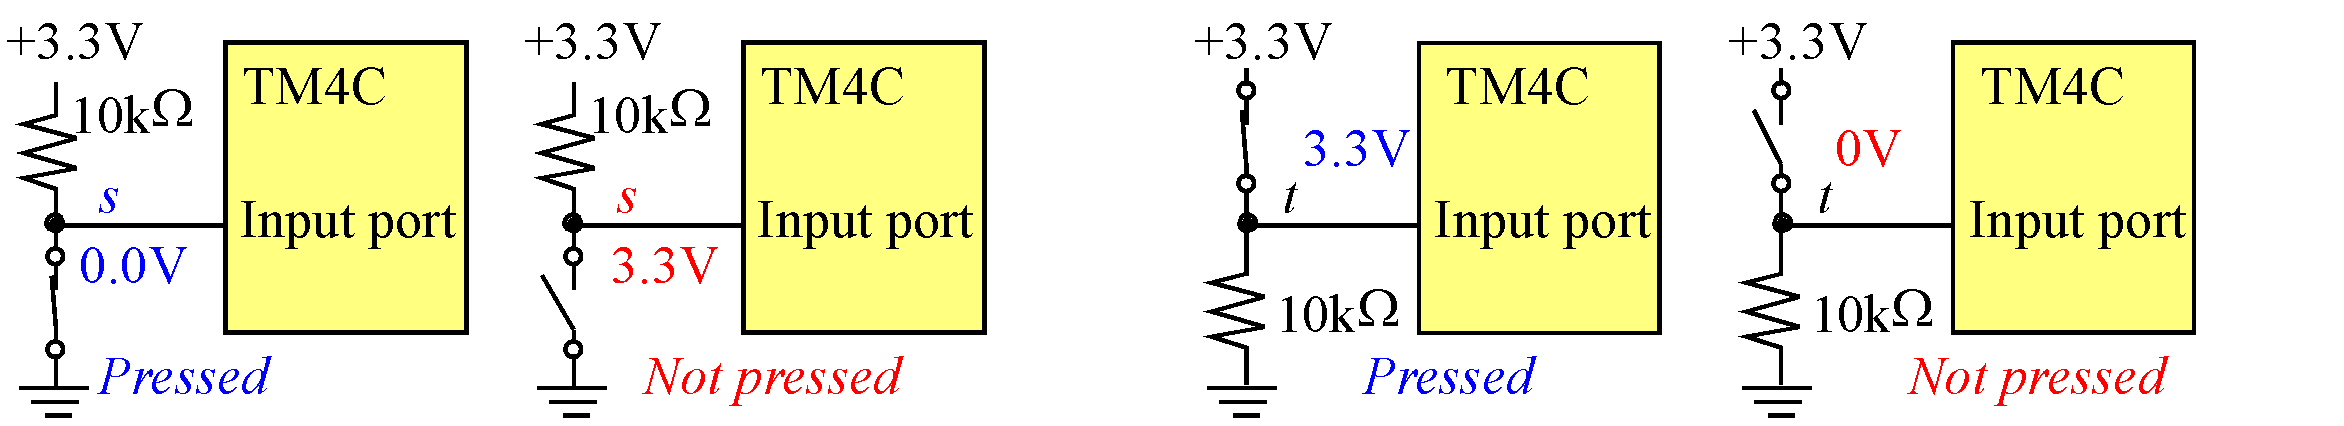 +3.3V
TM4C
10kΩ
s
Input port
0.0V
Pressed
+3.3V
TM4C
10kΩ
s
Input port
3.3V
Not pressed
+3.3V
TM4C
3.3V
t
Input port
10kΩ
Pressed
+3.3V
TM4C
0V
t
Input port
10kΩ
Not pressed